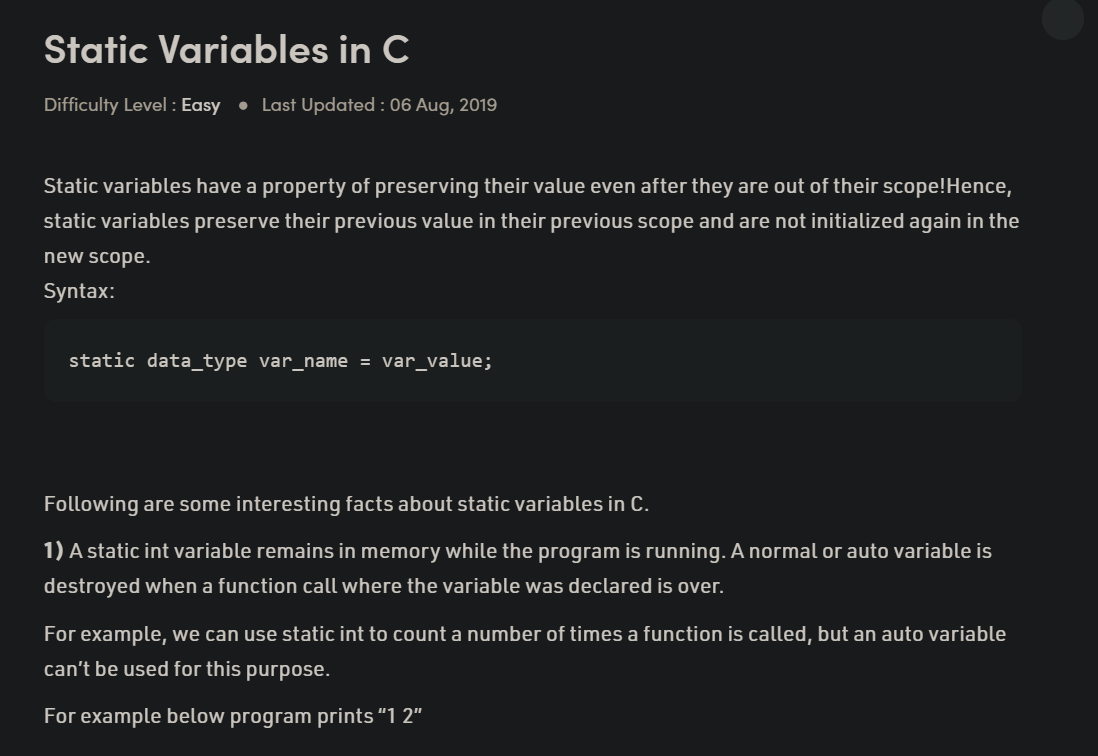 Static Variables in C
Difficulty Level : Easy ● Last Updated : 06 Aug, 2019
Static variables have a property of preserving their value even after they are out of their scope!Hence,
static variables preserve their previous value in their previous scope and are not initialized again in the
new scope.
Syntax:
static data_type var_name = var_value;
Following are some interesting facts about static variables in C.
1) A static int variable remains in memory while the program is running. A normal or auto variable is
destroyed when a function call where the variable was declared is over.
For example, we can use static int to count a number of times a function is called, but an auto variable
can’t be used for this purpose.
For example below program prints “1 2”